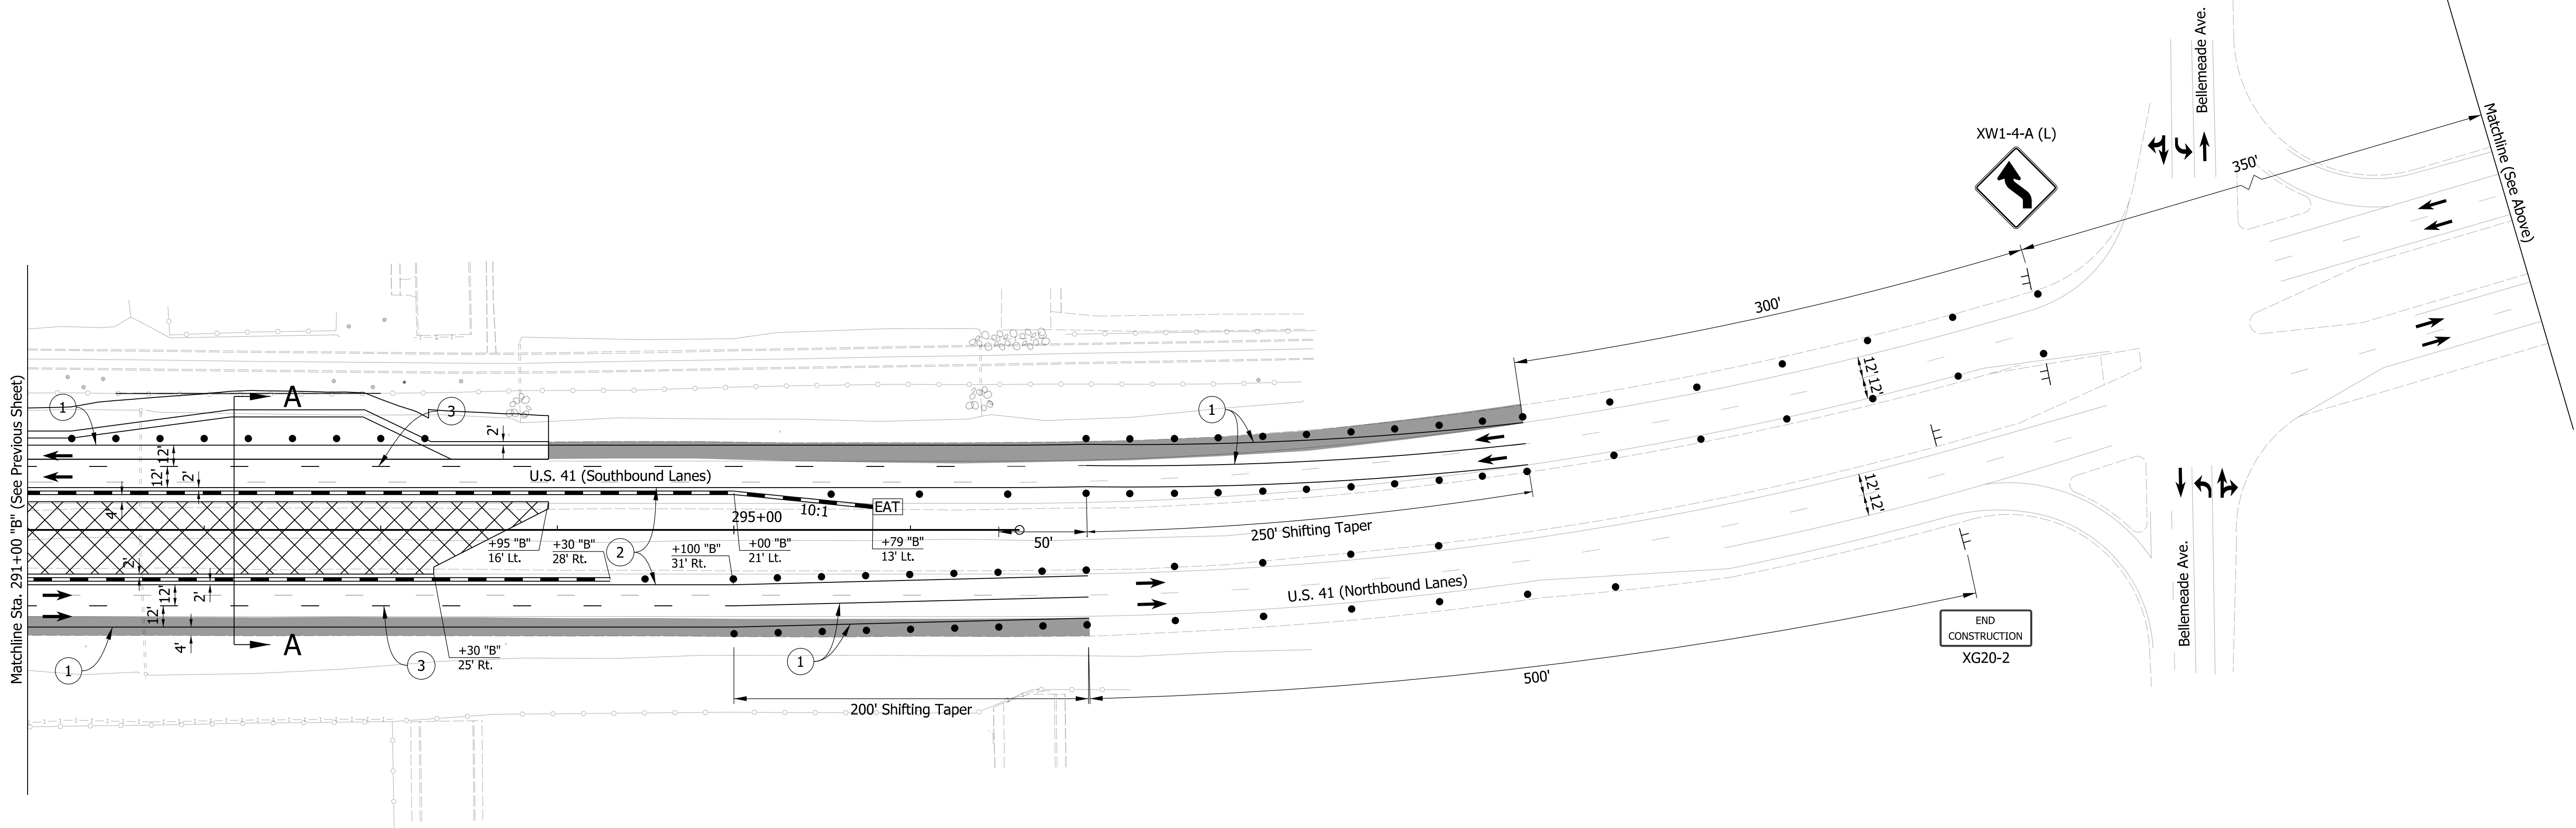 Bellemeade Ave.
XW1-4-A (L)
350'
Matchline (See Above)
300'
12'
12'
Matchline Sta. 291+00 "B" (See Previous Sheet)
1
A
3
1
2'
12'
12'
2'
U.S. 41 (Southbound Lanes)
4'
EAT
10:1
295+00
250' Shifting Taper
50'
12'
12'
+95 "B"
16' Lt.
+30 "B"
28' Rt.
2
+100 "B"
31' Rt.
+00 "B"
21' Lt.
+79 "B"
13' Lt.
2'
12'
2'
12'
U.S. 41 (Northbound Lanes)
4'
A
1
+30 "B"
25' Rt.
3
1
END
CONSTRUCTION
XG20-2
Bellemeade Ave.
500'
200' Shifting Taper